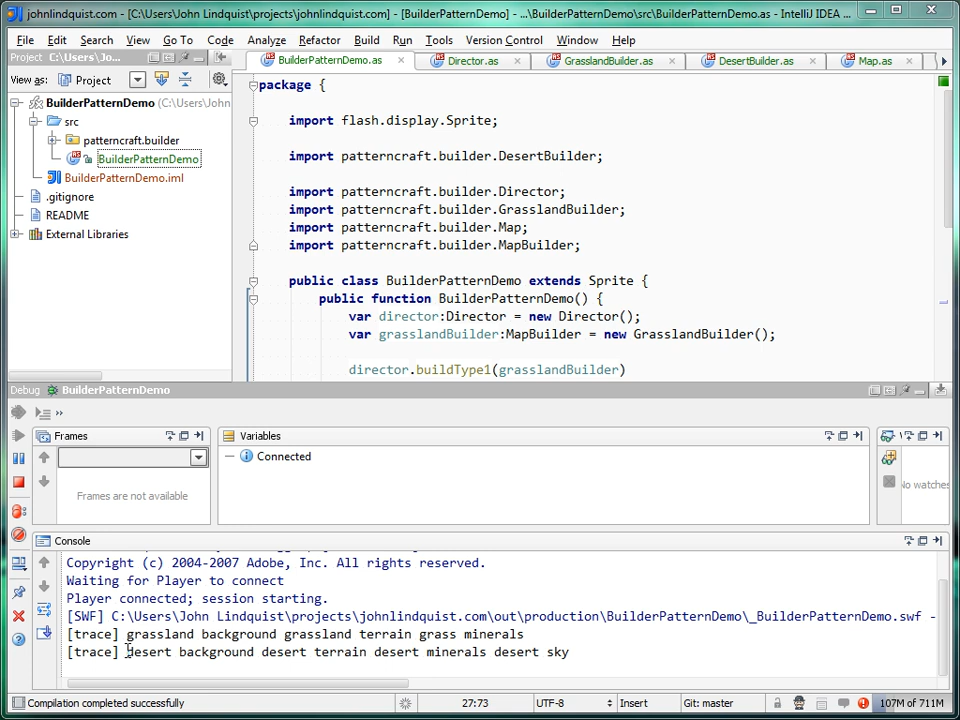 johnlindquist.com - [C:\Users\John Lindquist\projects\johnlindquist.com] - [BuilderPatternDemo] - ...\BuilderPatternDemo\src\BuilderPatternDemo.as - IntelliJ IDEA ...
File Edit Search View Go To Code Analyze Refactor Build Run Tools Version Control Window Help
Project C:\Users\Jo...
BuilderPatternDemo.as Director.as GrasslandBuilder.as DesertBuilder.as Map.as
View as: Project
BuilderPatternDemo (C:\Users\John
src
patterncraft.builder
BuilderPatternDemo
BuilderPatternDemo.iml
.gitignore
README
External Libraries
package {
import flash.display.Sprite;
import patterncraft.builder.DesertBuilder;
import patterncraft.builder.Director;
import patterncraft.builder.GrasslandBuilder;
import patterncraft.builder.Map;
import patterncraft.builder.MapBuilder;
public class BuilderPatternDemo extends Sprite {
public function BuilderPatternDemo() {
var director:Director = new Director();
var grasslandBuilder:MapBuilder = new GrasslandBuilder();
director.buildType1(grasslandBuilder)
Debug BuilderPatternDemo
Frames
Frames are not available
Variables
Connected
No watches
Console
Copyright (c) 2004-2007 Adobe, Inc. All rights reserved.
Waiting for Player to connect
Player connected; session starting.
[SWF] C:\Users\John Lindquist\projects\johnlindquist.com\out\production\BuilderPatternDemo\_BuilderPatternDemo.swf -
[trace] grassland background grassland terrain grass minerals
[trace] desert background desert terrain desert minerals desert sky
Compilation completed successfully 27:73 UTF-8 Insert Git: master 107M of 711M